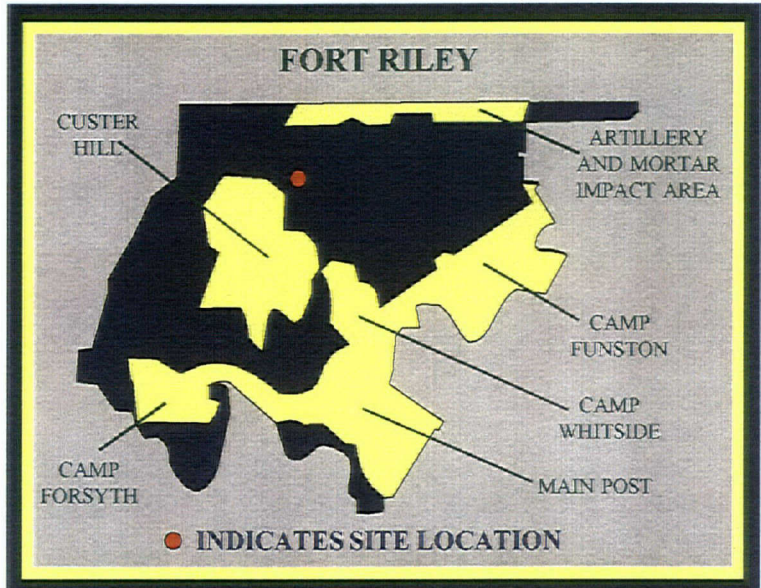 FORT RILEY
CUSTER
HILL
ARTILLERY
AND MORTAR
IMPACT AREA
CAMP
FUNSTON
CAMP
WHITSIDE
MAIN POST
CAMP
FORSYTH
INDICATES SITE LOCATION